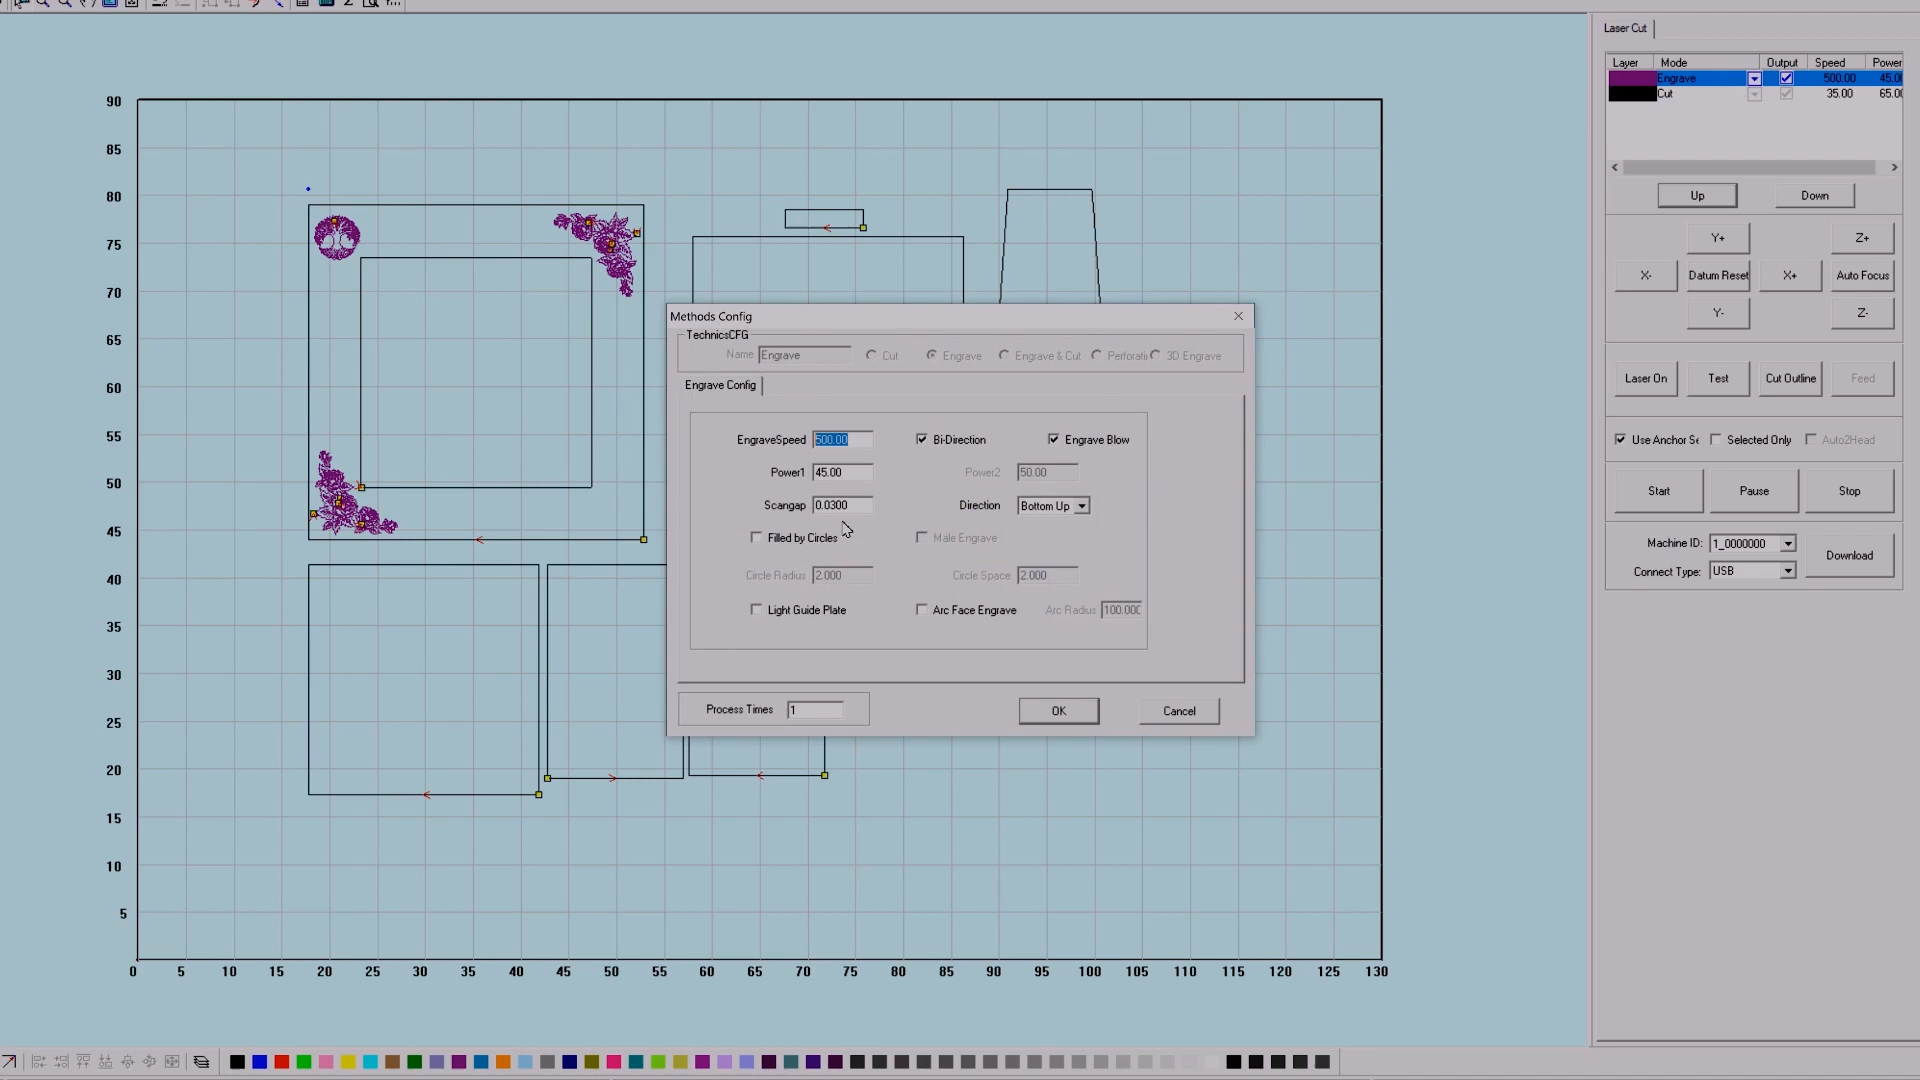 Laser Cut
Layer Mode Output Speed Power
Engrave 500.00 45.0
Cut 35.00 65.0
Up Down
Y+ Z+
X- Datum Reset X+ Auto Focus
Y- Z-
Laser On Test Cut Outline Feed
Use Anchor Se Selected Only Auto2Head
Start Pause Stop
Machine ID: 1_0000000 Download
Connect Type: USB
90
85
80
75
70
65
60
55
50
45
40
35
30
25
20
15
10
5
0 5 10 15 20 25 30 35 40 45 50 55 60 65 70 75 80 85 90 95 100 105 110 115 120 125 130
Methods Config
TechnicsCFG
Name Engrave Cut Engrave Engrave & Cut Perforati 3D Engrave
Engrave Config
EngraveSpeed 500.00 Bi-Direction Engrave Blow
Power1 45.00 Power2 50.00
Scangap 0.0300 Direction Bottom Up
Filled by Circles Male Engrave
Circle Radius 2.000 Circle Space 2.000
Light Guide Plate Arc Face Engrave Arc Radius 100.000
Process Times 1 OK Cancel